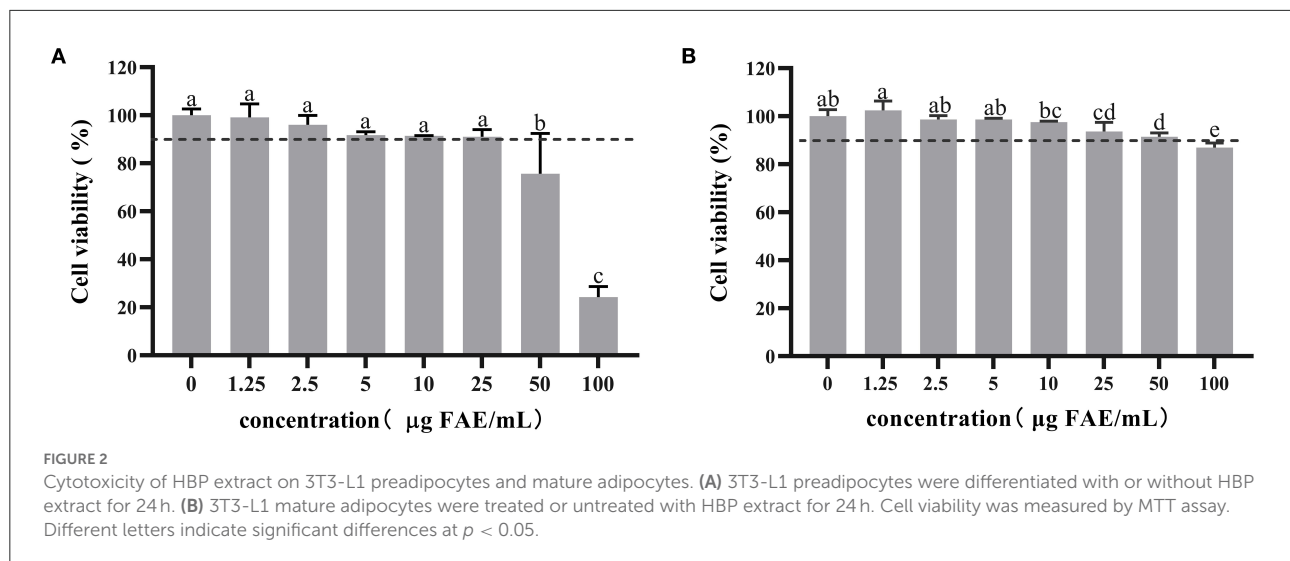 A
120
100
80
60
40
20
0
Cell viability ( %)
a a a a a a b c
0 1.25 2.5 5 10 25 50 100
concentration( μg FAE/mL)
B
120
100
80
60
40
20
0
Cell viability (%)
ab a ab ab bc cd d e
0 1.25 2.5 5 10 25 50 100
concentration( μg FAE/mL)
FIGURE 2
Cytotoxicity of HBP extract on 3T3-L1 preadipocytes and mature adipocytes. (A) 3T3-L1 preadipocytes were differentiated with or without HBP
extract for 24 h. (B) 3T3-L1 mature adipocytes were treated or untreated with HBP extract for 24 h. Cell viability was measured by MTT assay.
Different letters indicate significant differences at p < 0.05.